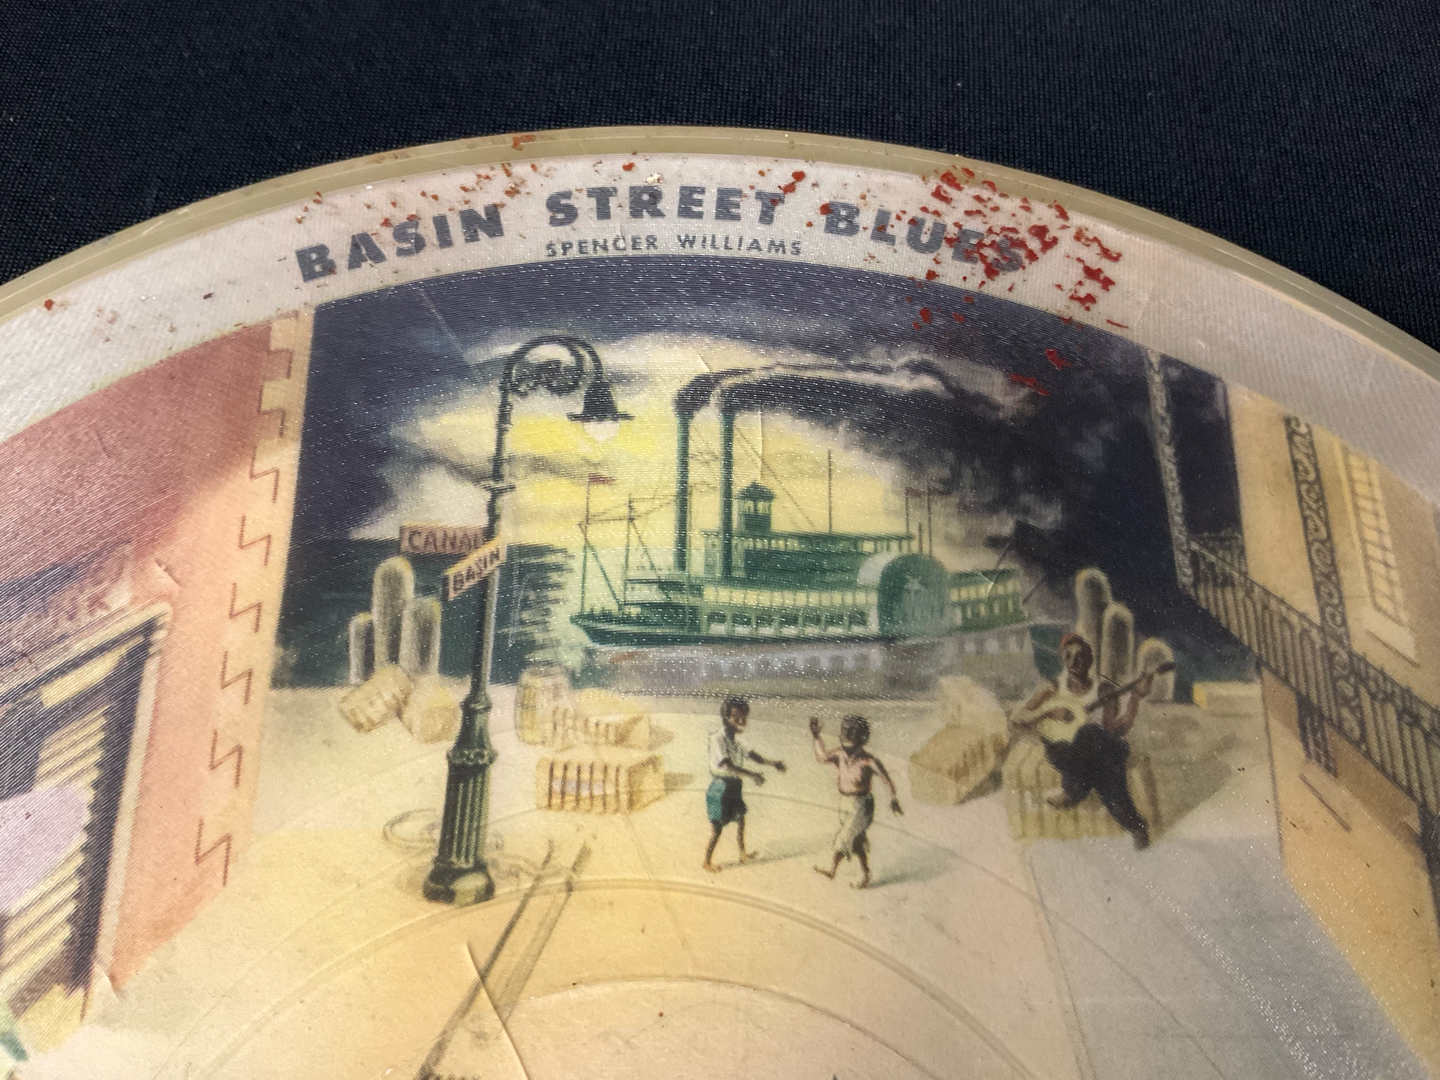 BASIN STREET BLUES
SPENCER WILLIAMS
CANAL
BASIN